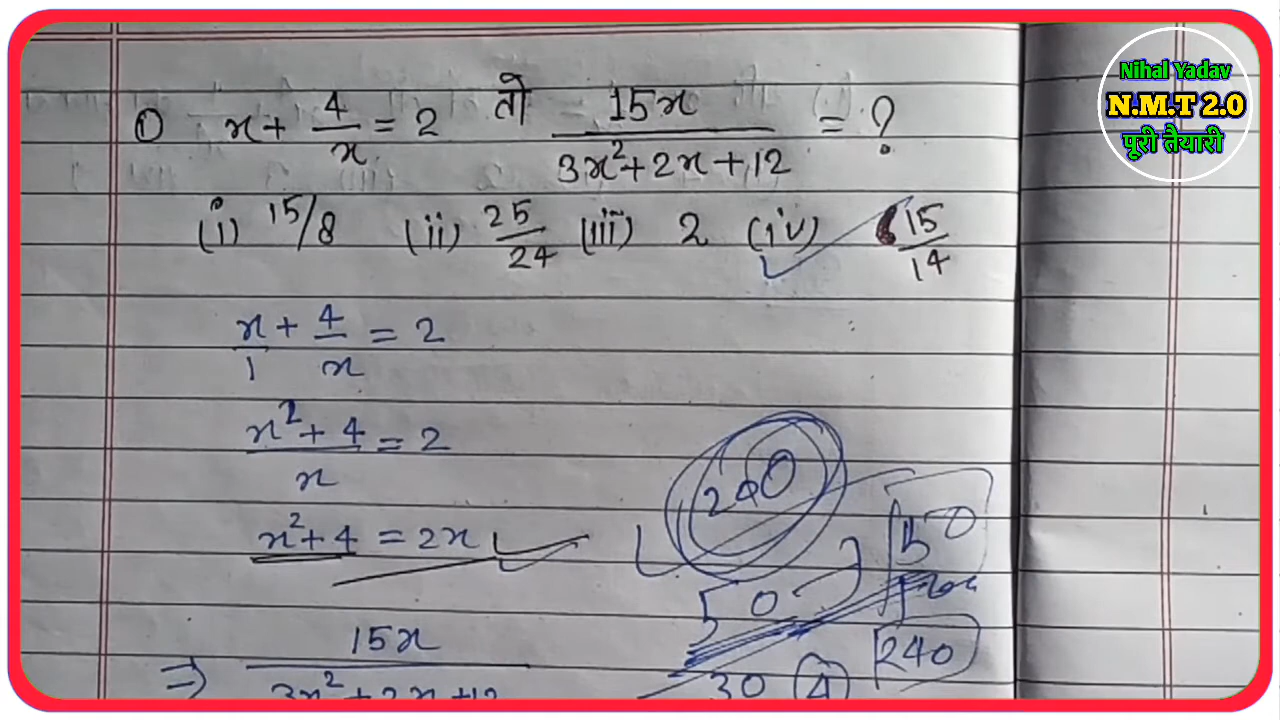 Nihal Yadav
N.M.T 2.0
पूरी तैयारी
① x + 4/x = 2 तो 15x / 3x²+2x+12 = ?
(i) 15/8 (ii) 25/24 (iii) 2 (iv) 15/14
x/1 + 4/x = 2
x²+4 / x = 2
x²+4 = 2x
240
50
50
⇒ 15x / 3x²+2x+12
240
30 4